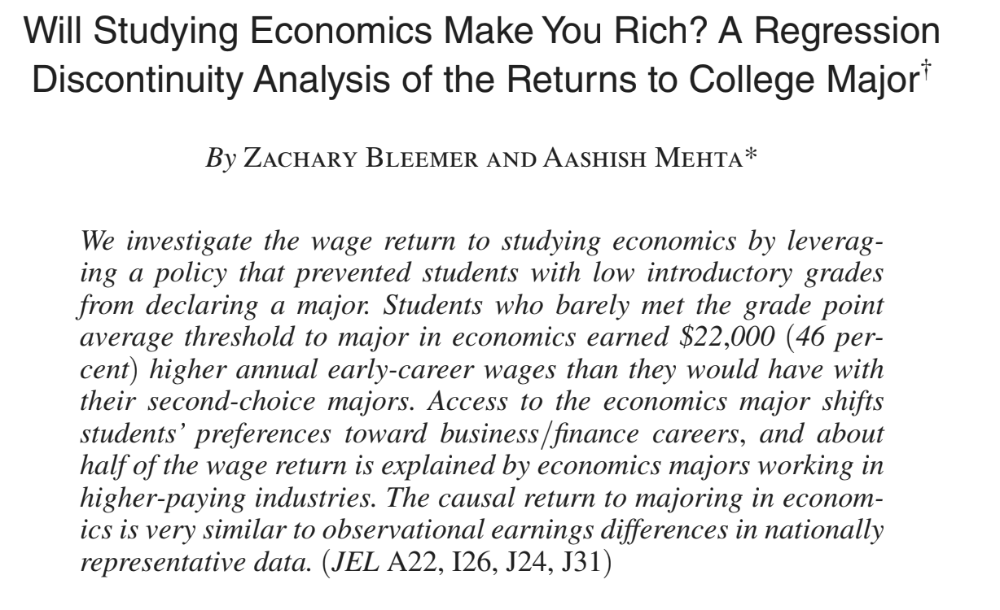 Will Studying Economics Make You Rich? A Regression
Discontinuity Analysis of the Returns to College Major†
By Zachary Bleemer and Aashish Mehta*
We investigate the wage return to studying economics by leverag-
ing a policy that prevented students with low introductory grades
from declaring a major. Students who barely met the grade point
average threshold to major in economics earned $22,000 (46 per-
cent) higher annual early-career wages than they would have with
their second-choice majors. Access to the economics major shifts
students’ preferences toward business/finance careers, and about
half of the wage return is explained by economics majors working in
higher-paying industries. The causal return to majoring in econom-
ics is very similar to observational earnings differences in nationally
representative data. (JEL A22, I26, J24, J31)